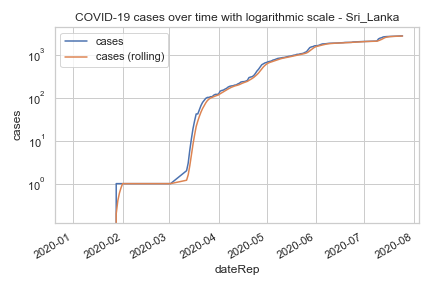 COVID-19 cases over time with logarithmic scale - Sri_Lanka
cases
cases (rolling)
10³
10²
10¹
10⁰
cases
2020-01
2020-02
2020-03
2020-04
2020-05
2020-06
2020-07
2020-08
dateRep